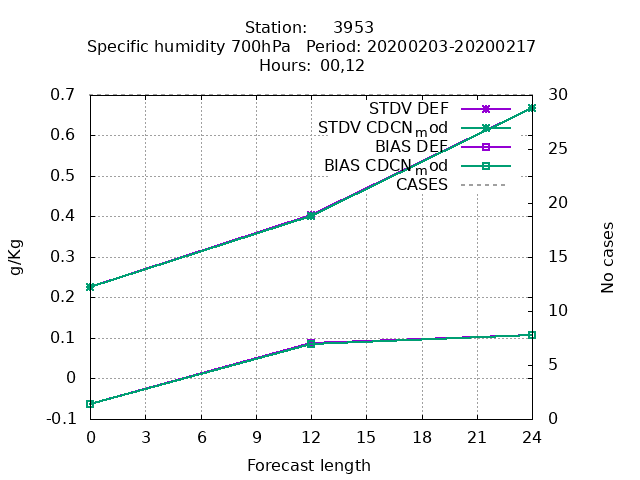 Station: 3953
Specific humidity 700hPa Period: 20200203-20200217
Hours: 00,12
0.7
0.6
0.5
0.4
0.3
0.2
0.1
0
-0.1
g/Kg
STDV DEF
STDV CDCNmod
BIAS DEF
BIAS CDCNmod
CASES
30
25
20
15
10
5
0
No cases
0 3 6 9 12 15 18 21 24
Forecast length